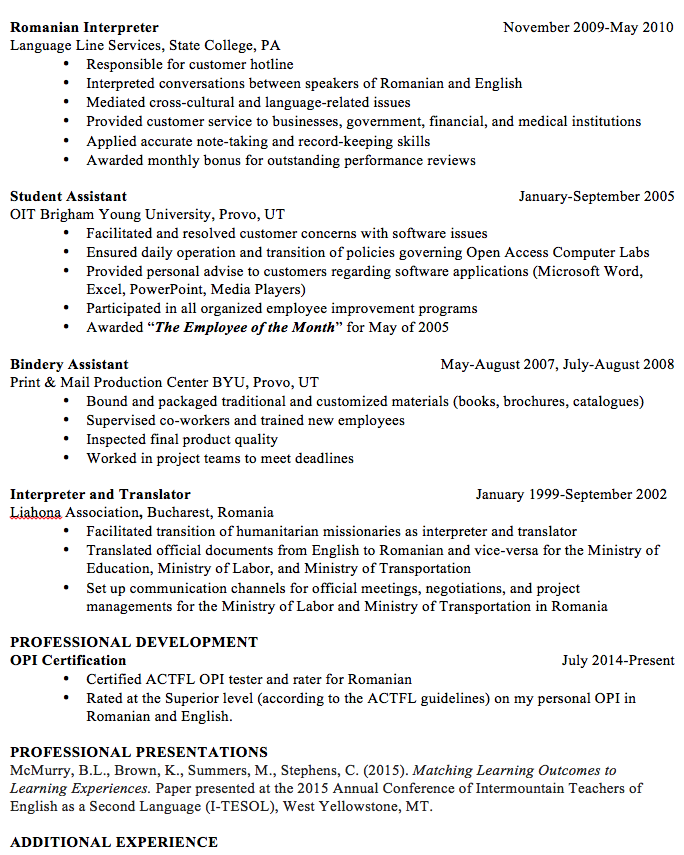 Romanian Interpreter November 2009-May 2010
Language Line Services, State College, PA
• Responsible for customer hotline
• Interpreted conversations between speakers of Romanian and English
• Mediated cross-cultural and language-related issues
• Provided customer service to businesses, government, financial, and medical institutions
• Applied accurate note-taking and record-keeping skills
• Awarded monthly bonus for outstanding performance reviews
Student Assistant January-September 2005
OIT Brigham Young University, Provo, UT
• Facilitated and resolved customer concerns with software issues
• Ensured daily operation and transition of policies governing Open Access Computer Labs
• Provided personal advise to customers regarding software applications (Microsoft Word,
Excel, PowerPoint, Media Players)
• Participated in all organized employee improvement programs
• Awarded “The Employee of the Month” for May of 2005
Bindery Assistant May-August 2007, July-August 2008
Print & Mail Production Center BYU, Provo, UT
• Bound and packaged traditional and customized materials (books, brochures, catalogues)
• Supervised co-workers and trained new employees
• Inspected final product quality
• Worked in project teams to meet deadlines
Interpreter and Translator January 1999-September 2002
Liahona Association, Bucharest, Romania
• Facilitated transition of humanitarian missionaries as interpreter and translator
• Translated official documents from English to Romanian and vice-versa for the Ministry of
Education, Ministry of Labor, and Ministry of Transportation
• Set up communication channels for official meetings, negotiations, and project
managements for the Ministry of Labor and Ministry of Transportation in Romania
PROFESSIONAL DEVELOPMENT
OPI Certification July 2014-Present
• Certified ACTFL OPI tester and rater for Romanian
• Rated at the Superior level (according to the ACTFL guidelines) on my personal OPI in
Romanian and English.
PROFESSIONAL PRESENTATIONS
McMurry, B.L., Brown, K., Summers, M., Stephens, C. (2015). Matching Learning Outcomes to
Learning Experiences. Paper presented at the 2015 Annual Conference of Intermountain Teachers of
English as a Second Language (I-TESOL), West Yellowstone, MT.
ADDITIONAL EXPERIENCE